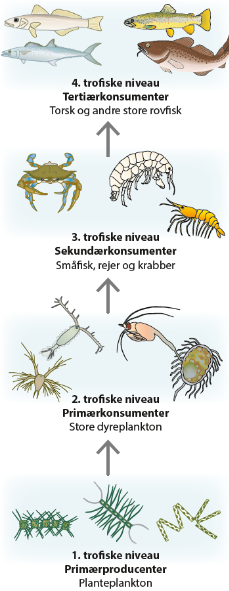 4. trofiske niveau
Tertiærkonsumenter
Torsk og andre store rovfisk
3. trofiske niveau
Sekundærkonsumenter
Småfisk, rejer og krabber
2. trofiske niveau
Primærkonsumenter
Store dyreplankton
1. trofiske niveau
Primærproducenter
Planteplankton